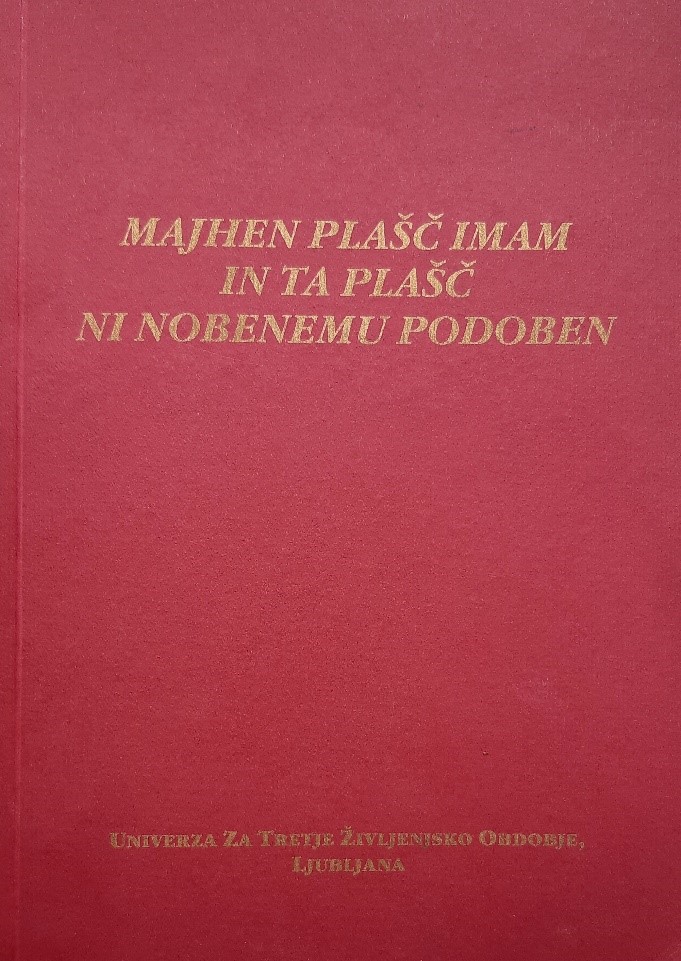 MAJHEN PLAŠČ IMAM
IN TA PLAŠČ
NI NOBENEMU PODOBEN
UNIVERZA ZA TRETJE ŽIVLJENJSKO OBDOBJE,
LJUBLJANA